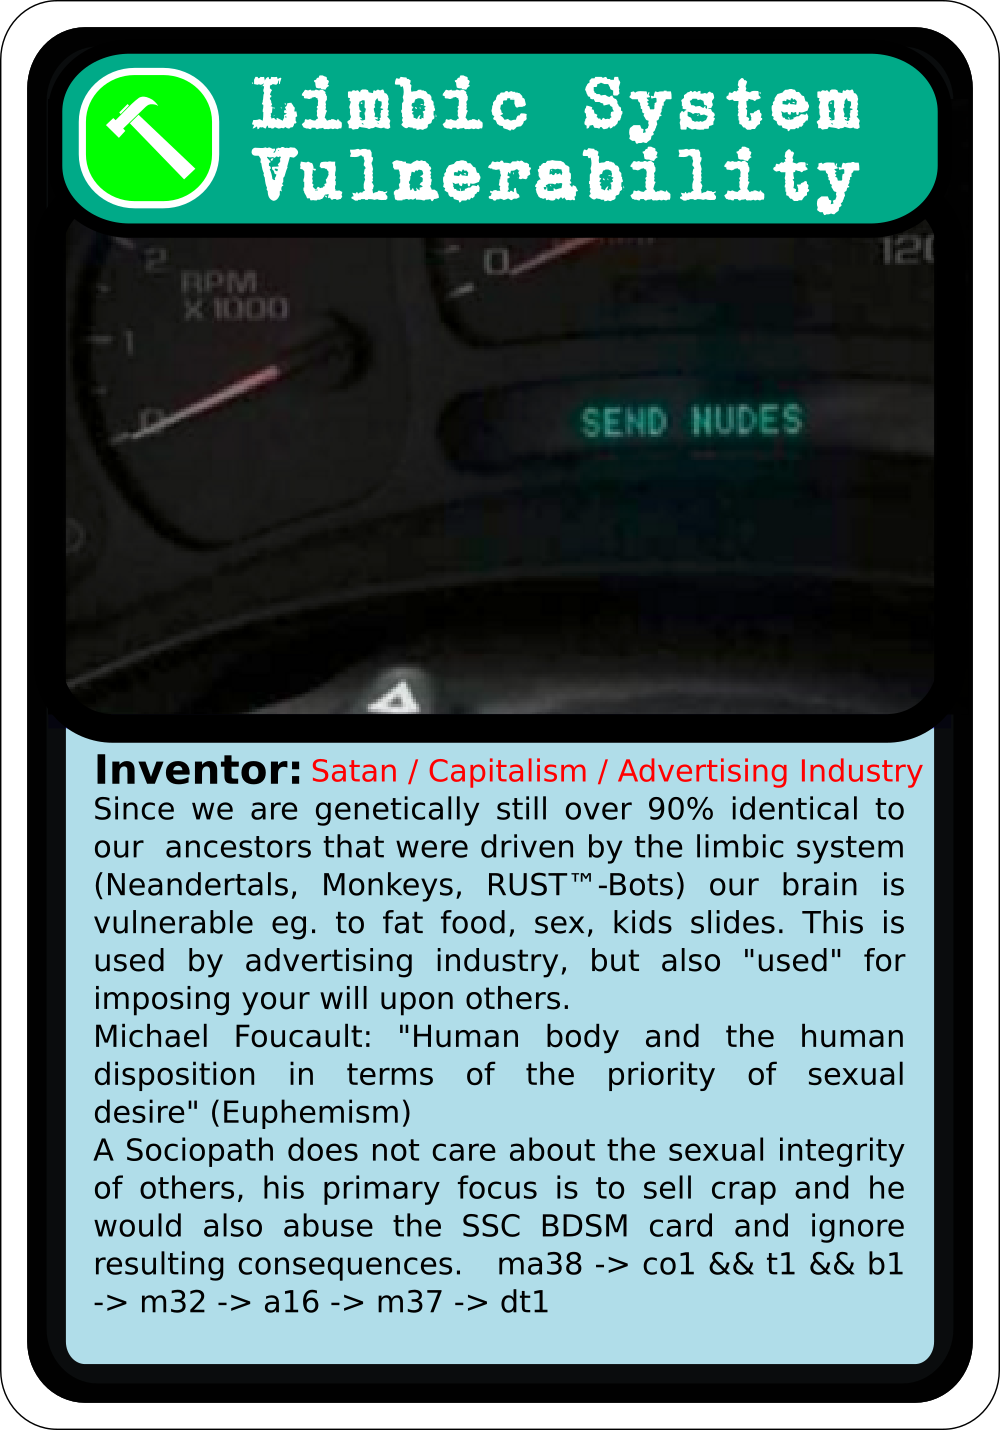 Limbic System
Vulnerability
2
RPM
X 1000
1
0
0
120
SEND NUDES
Inventor: Satan / Capitalism / Advertising Industry
Since we are genetically still over 90% identical to
our ancestors that were driven by the limbic system
(Neandertals, Monkeys, RUST™-Bots) our brain is
vulnerable eg. to fat food, sex, kids slides. This is
used by advertising industry, but also "used" for
imposing your will upon others.
Michael Foucault: "Human body and the human
disposition in terms of the priority of sexual
desire" (Euphemism)
A Sociopath does not care about the sexual integrity
of others, his primary focus is to sell crap and he
would also abuse the SSC BDSM card and ignore
resulting consequences. ma38 -> co1 && t1 && b1
-> m32 -> a16 -> m37 -> dt1